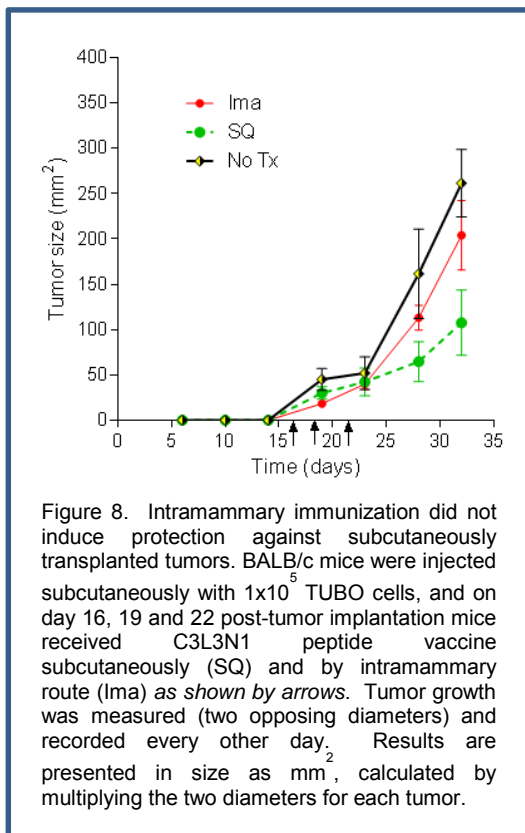 400
350
300
250
200
150
100
50
0
Tumor size (mm²)
Ima
SQ
No Tx
0 5 10 15 20 25 30 35
Time (days)
Figure 8. Intramammary immunization did not
induce protection against subcutaneously
transplanted tumors. BALB/c mice were injected
subcutaneously with 1x10⁵ TUBO cells, and on
day 16, 19 and 22 post-tumor implantation mice
received C3L3N1 peptide vaccine
subcutaneously (SQ) and by intramammary
route (Ima) as shown by arrows. Tumor growth
was measured (two opposing diameters) and
recorded every other day. Results are
presented in size as mm², calculated by
multiplying the two diameters for each tumor.